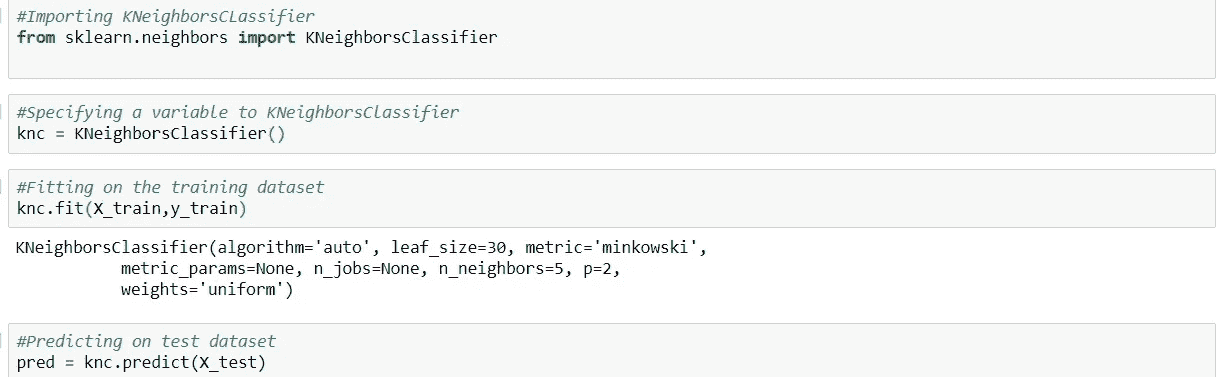 #Importing KNeighborsCLassifier
from sklearn.neighbors import KNeighborsClassifier
#Specifying a variable to KNeighborsClassifier
knc = KNeighborsClassifier()
#Fitting on the training dataset
knc.fit(X_train,y_train)
KNeighborsClassifier(algorithm='auto', leaf_size=30, metric='minkowski',
metric_params=None, n_jobs=None, n_neighbors=5, p=2,
weights='uniform')
#Predicting on test dataset
pred = knc.predict(X_test)